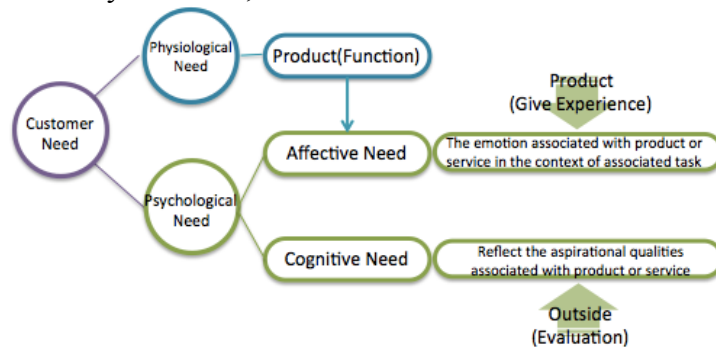 Physiological
Need
Product(Function)
Product
(Give Experience)
Customer
Need
Affective Need
The emotion associated with product or
service in the context of associated task
Psychological
Need
Cognitive Need
Reflect the aspirational qualities
associated with product or service
Outside
(Evaluation)